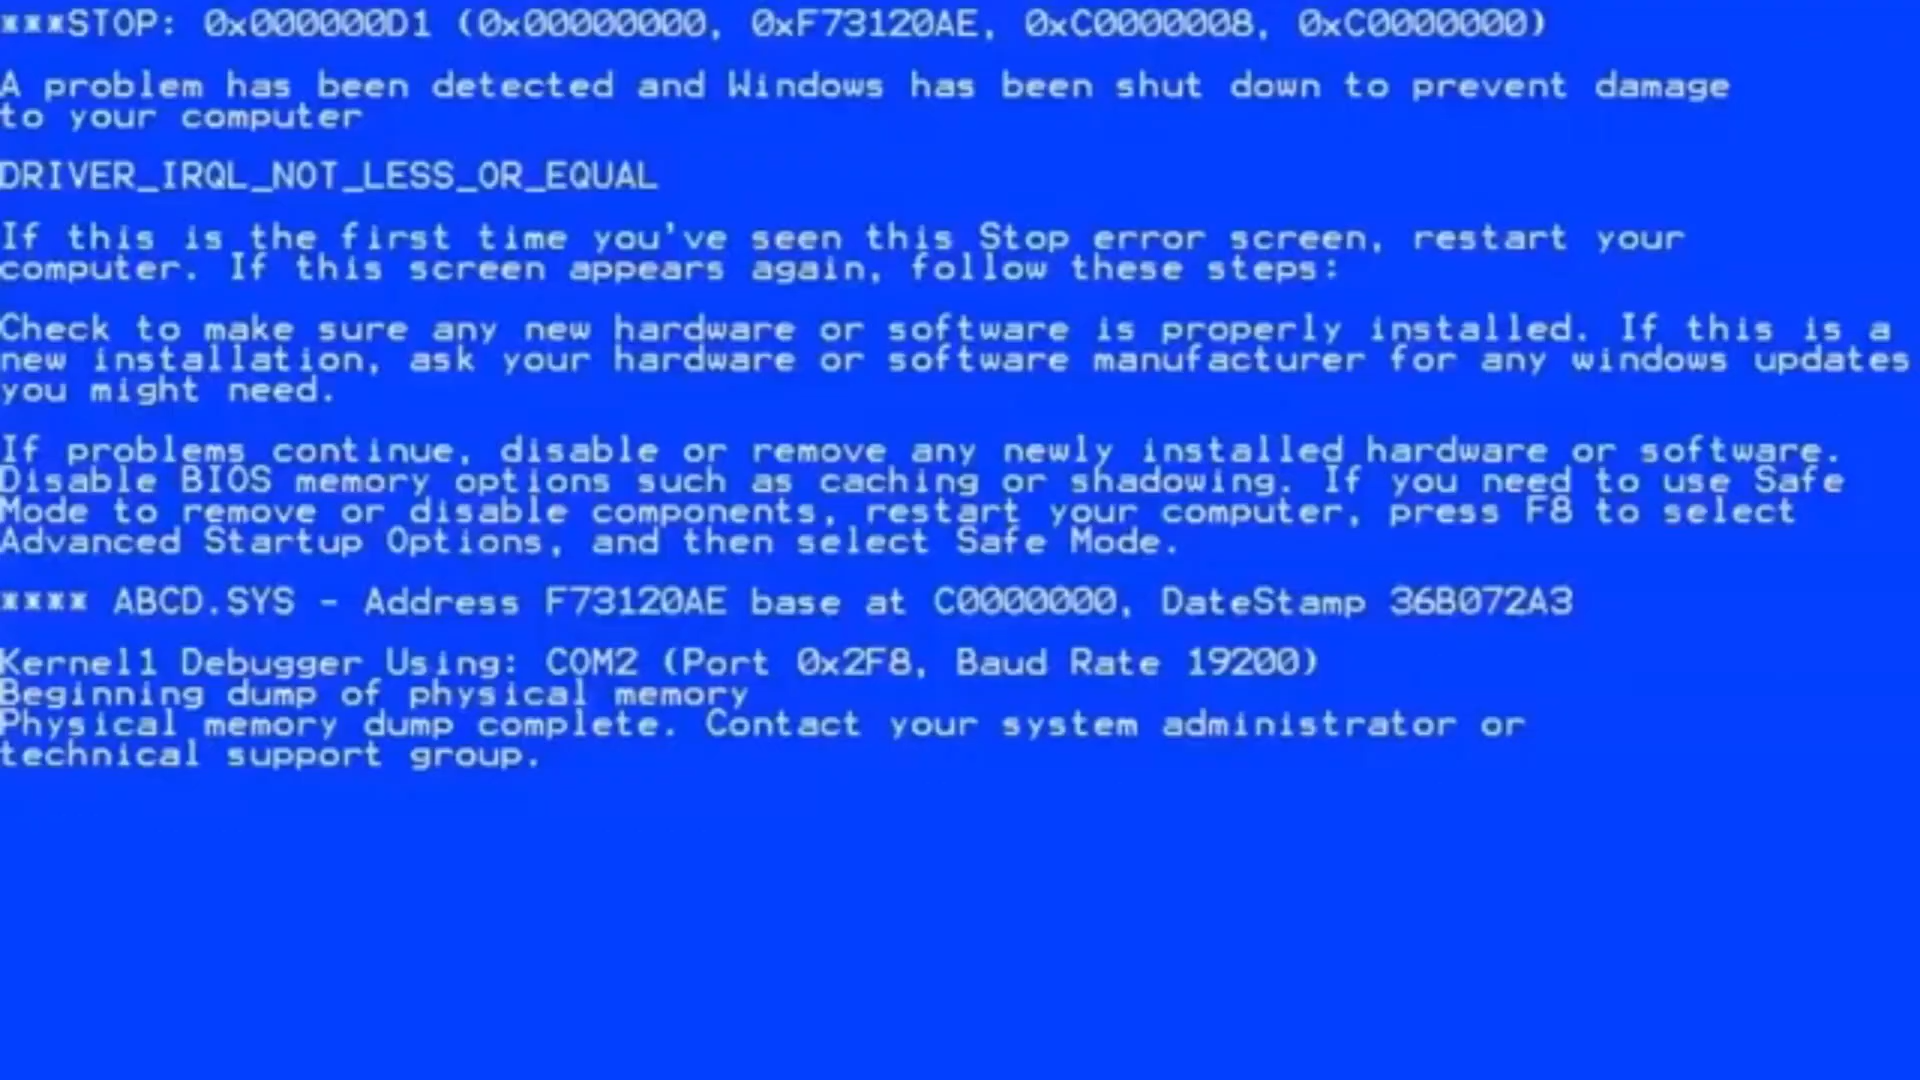 ***STOP: 0x000000D1 (0x00000000, 0xF73120AE, 0xC0000008, 0xC0000000)
A problem has been detected and Windows has been shut down to prevent damage
to your computer
DRIVER_IRQL_NOT_LESS_OR_EQUAL
If this is the first time you've seen this Stop error screen, restart your
computer. If this screen appears again, follow these steps:
Check to make sure any new hardware or software is properly installed. If this is a
new installation, ask your hardware or software manufacturer for any windows updates
you might need.
If problems continue, disable or remove any newly installed hardware or software.
Disable BIOS memory options such as caching or shadowing. If you need to use Safe
Mode to remove or disable components, restart your computer, press F8 to select
Advanced Startup Options, and then select Safe Mode.
**** ABCD.SYS - Address F73120AE base at C0000000, DateStamp 36B072A3
Kernel1 Debugger Using: COM2 (Port 0x2F8, Baud Rate 19200)
Beginning dump of physical memory
Physical memory dump complete. Contact your system administrator or
technical support group.